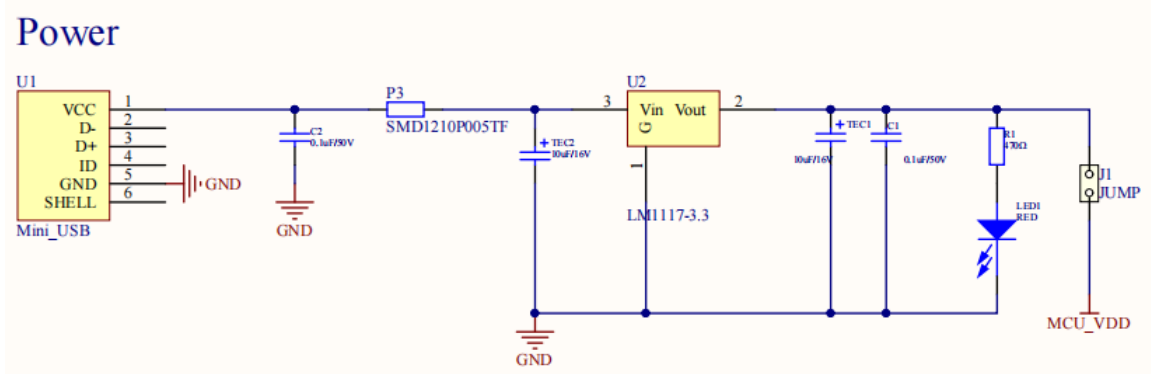 Power
U1
VCC 1
D- 2
D+ 3
ID 4
GND 5
SHELL 6
Mini_USB
GND
C2
0.1uF/50V
GND
P3
SMD1210P005TF
TEC2
10uF/16V
GND
U2
3 Vin Vout 2
G
1
LM1117-3.3
TEC1
10uF/16V
C1
0.1uF/50V
R1
470Ω
LED1
RED
J1
JUMP
MCU_VDD